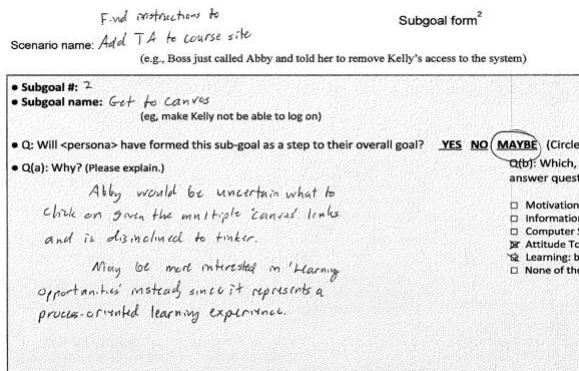 Find instructions to
Subgoal form2
Scenario name: Add TA to course site
(e.g., Boss just called Abby and told her to remove Kelly's access to the system)
• Subgoal #: 2
• Subgoal name: Get to Canvas
(eg, make Kelly not be able to log on)
• Q: Will <persona> have formed this sub-goal as a step to their overall goal? YES NO MAYBE (Circle
• Q(a): Why? (Please explain.)
Q(b): Which,
answer quest
Abby would be uncertain what to
click on given the multiple 'canvas' links
and is disinclined to tinker.
May be more interested in 'Learning
Opportunities' instead since it represents a
process-oriented learning experience.
Motivation
Informatio
Computer S
Attitude To
Learning: b
None of the